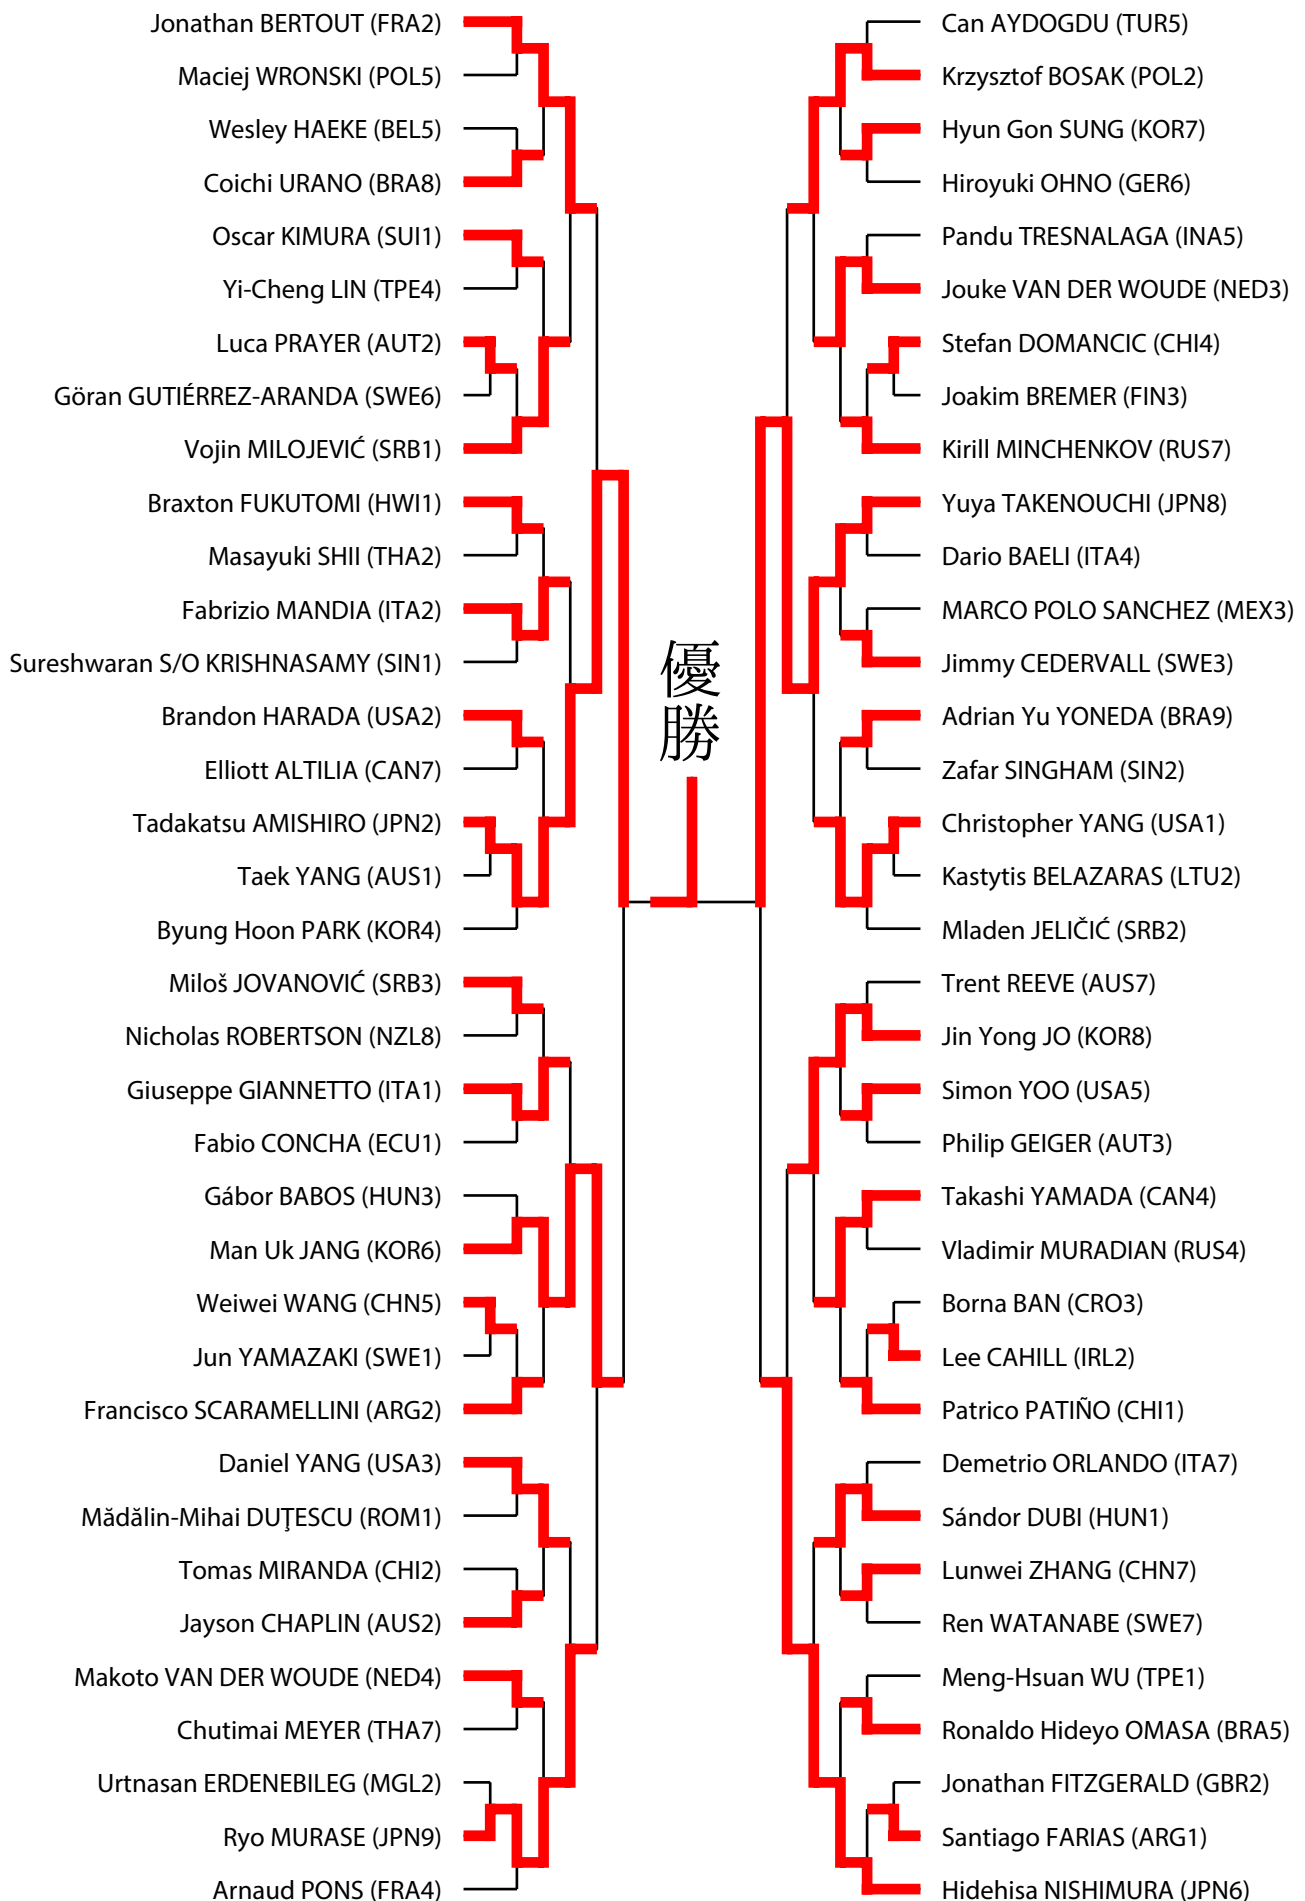 Jonathan BERTOUT (FRA2)
Maciej WRONSKI (POL5)
Wesley HAEKE (BEL5)
Coichi URANO (BRA8)
Oscar KIMURA (SUI1)
Yi-Cheng LIN (TPE4)
Luca PRAYER (AUT2)
Göran GUTIÉRREZ-ARANDA (SWE6)
Vojin MILOJEVIĆ (SRB1)
Braxton FUKUTOMI (HWI1)
Masayuki SHII (THA2)
Fabrizio MANDIA (ITA2)
Sureshwaran S/O KRISHNASAMY (SIN1)
Brandon HARADA (USA2)
Elliott ALTILIA (CAN7)
Tadakatsu AMISHIRO (JPN2)
Taek YANG (AUS1)
Byung Hoon PARK (KOR4)
Miloš JOVANOVIĆ (SRB3)
Nicholas ROBERTSON (NZL8)
Giuseppe GIANNETTO (ITA1)
Fabio CONCHA (ECU1)
Gábor BABOS (HUN3)
Man Uk JANG (KOR6)
Weiwei WANG (CHN5)
Jun YAMAZAKI (SWE1)
Francisco SCARAMELLINI (ARG2)
Daniel YANG (USA3)
Mădălin-Mihai DUŢESCU (ROM1)
Tomas MIRANDA (CHI2)
Jayson CHAPLIN (AUS2)
Makoto VAN DER WOUDE (NED4)
Chutimai MEYER (THA7)
Urtnasan ERDENEBILEG (MGL2)
Ryo MURASE (JPN9)
Arnaud PONS (FRA4)
優勝
Can AYDOGDU (TUR5)
Krzysztof BOSAK (POL2)
Hyun Gon SUNG (KOR7)
Hiroyuki OHNO (GER6)
Pandu TRESNALAGA (INA5)
Jouke VAN DER WOUDE (NED3)
Stefan DOMANCIC (CHI4)
Joakim BREMER (FIN3)
Kirill MINCHENKOV (RUS7)
Yuya TAKENOUCHI (JPN8)
Dario BAELI (ITA4)
MARCO POLO SANCHEZ (MEX3)
Jimmy CEDERVALL (SWE3)
Adrian Yu YONEDA (BRA9)
Zafar SINGHAM (SIN2)
Christopher YANG (USA1)
Kastytis BELAZARAS (LTU2)
Mladen JELIČIĆ (SRB2)
Trent REEVE (AUS7)
Jin Yong JO (KOR8)
Simon YOO (USA5)
Philip GEIGER (AUT3)
Takashi YAMADA (CAN4)
Vladimir MURADIAN (RUS4)
Borna BAN (CRO3)
Lee CAHILL (IRL2)
Patrico PATIÑO (CHI1)
Demetrio ORLANDO (ITA7)
Sándor DUBI (HUN1)
Lunwei ZHANG (CHN7)
Ren WATANABE (SWE7)
Meng-Hsuan WU (TPE1)
Ronaldo Hideyo OMASA (BRA5)
Jonathan FITZGERALD (GBR2)
Santiago FARIAS (ARG1)
Hidehisa NISHIMURA (JPN6)